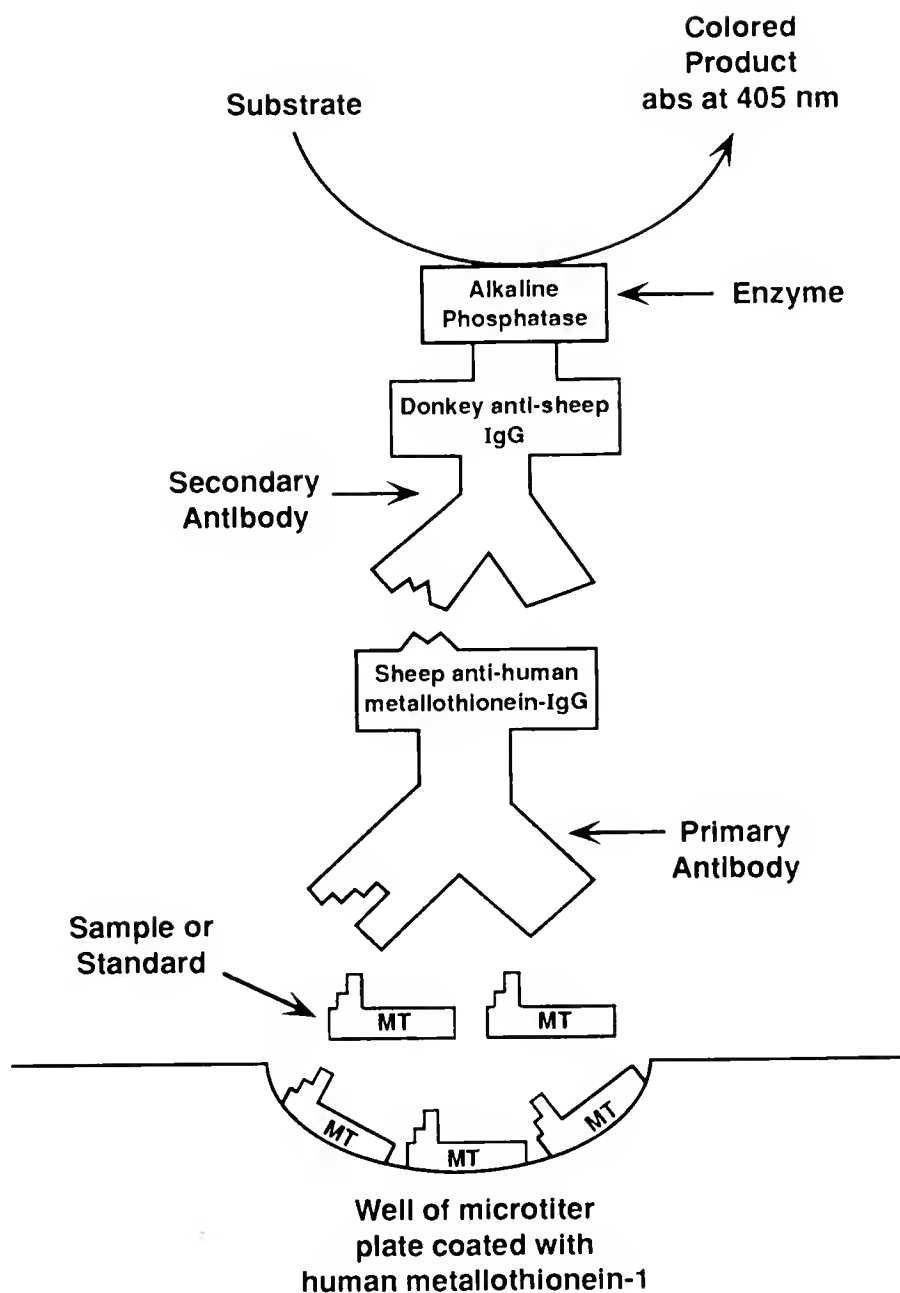 Colored
Product
abs at 405 nm
Substrate
Alkaline
Phosphatase
Enzyme
Donkey anti-sheep
IgG
Secondary
Antibody
Sheep anti-human
metallothionein-IgG
Primary
Antibody
Sample or
Standard
MT
MT
MT
MT
MT
Well of microtiter
plate coated with
human metallothionein-1